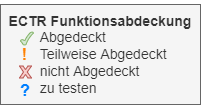 ECTR Funktionsabdeckung
Abgedeckt
! Teilweise Abgedeckt
nicht Abgedeckt
? zu testen